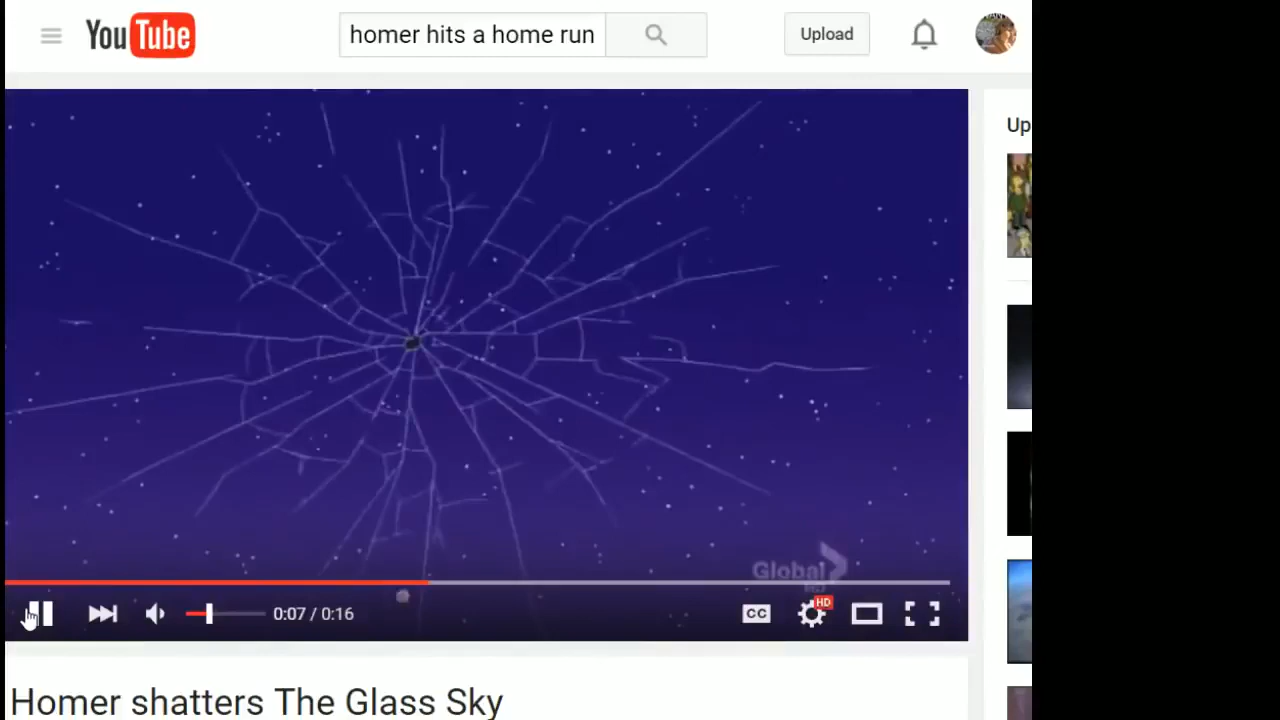 YouTube
homer hits a home run
Upload
Up
Global
HD
0:07 / 0:16
CC
Homer shatters The Glass Sky